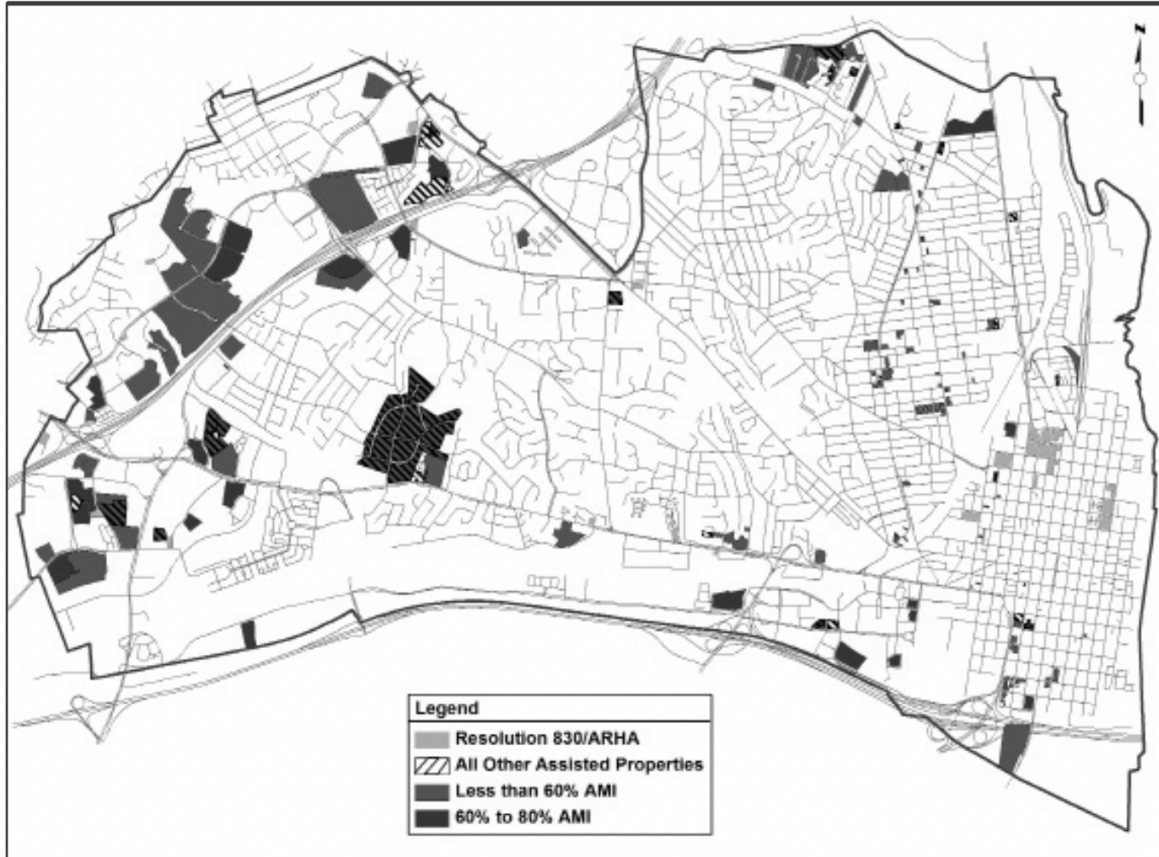 Z
Legend
Resolution 830/ARHA
All Other Assisted Properties
Less than 60% AMI
60% to 80% AMI